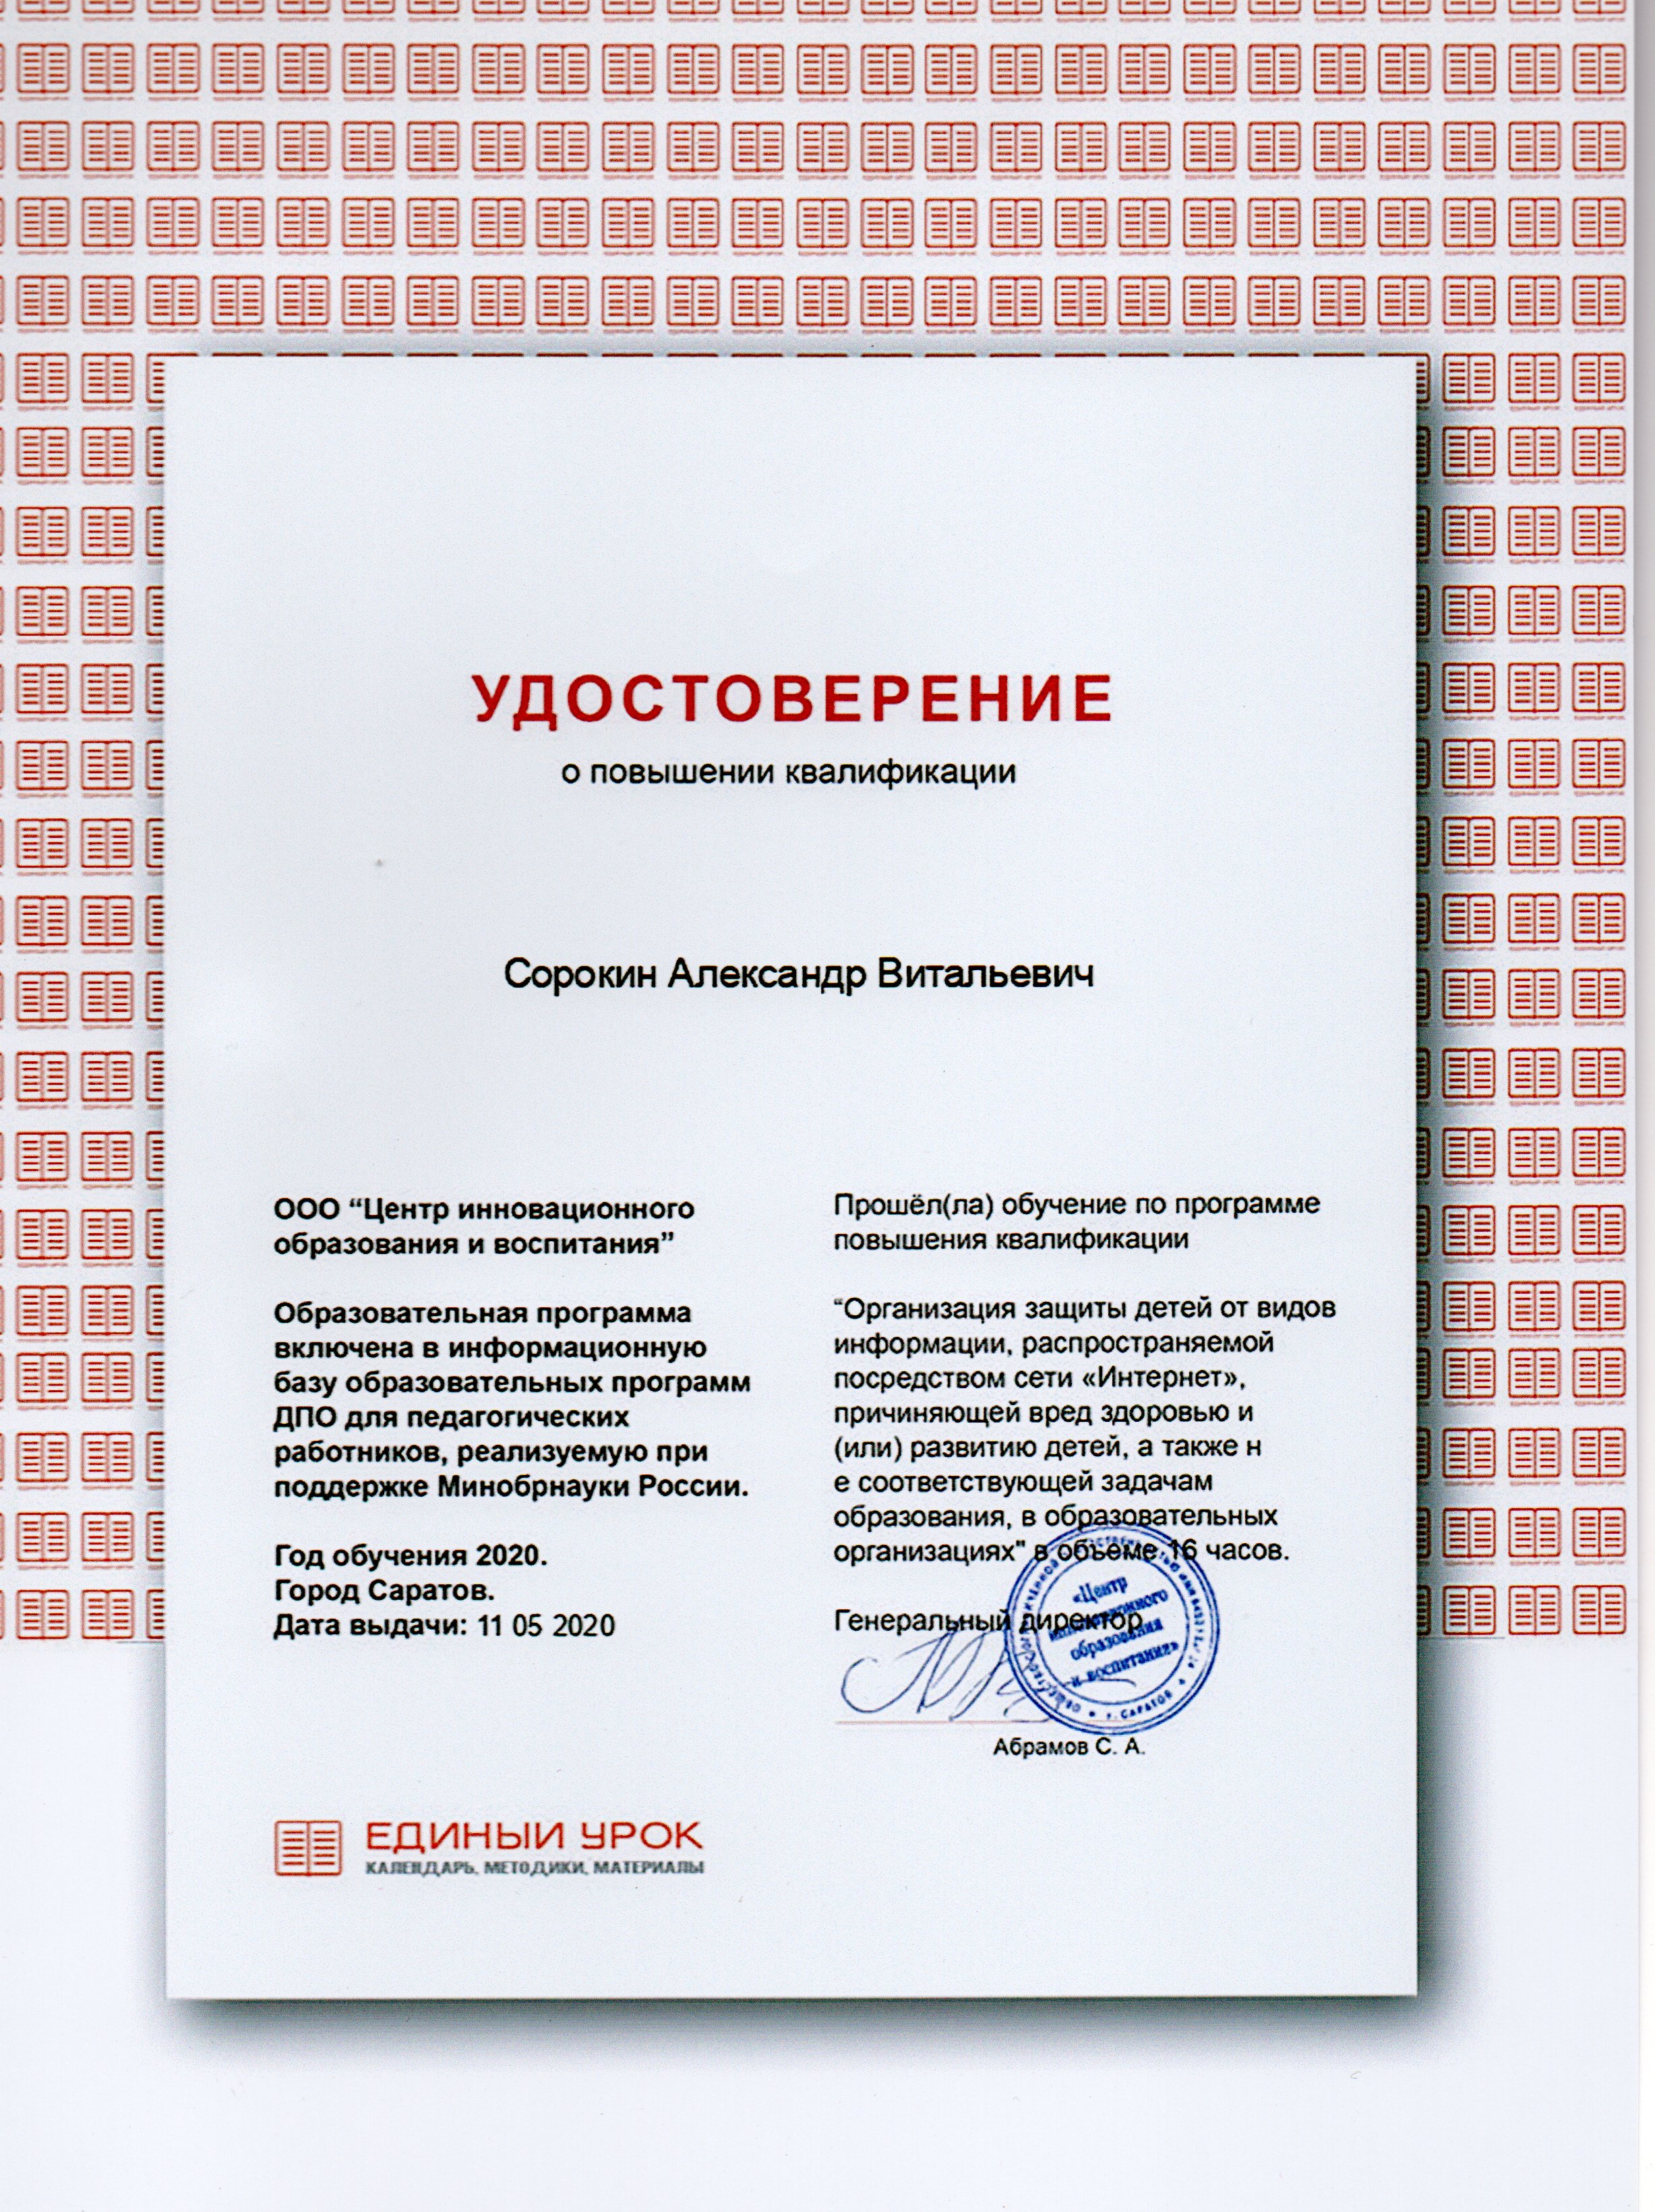 УДОСТОВЕРЕНИЕ
о повышении квалификации
Сорокин Александр Витальевич
ООО “Центр инновационного
образования и воспитания”
Образовательная программа
включена в информационную
базу образовательных программ
ДПО для педагогических
работников, реализуемую при
поддержке Минобрнауки России.
Год обучения 2020.
Город Саратов.
Дата выдачи: 11 05 2020
Прошёл(ла) обучение по программе
повышения квалификации
“Организация защиты детей от видов
информации, распространяемой
посредством сети «Интернет»,
причиняющей вред здоровью и
(или) развитию детей, а также н
е соответствующей задачам
образования, в образовательных
организациях" в объеме 16 часов.
Генеральный директор
«Центр
инновационного
образования
и воспитания»
г. САРАТОВ
Абрамов С. А.
ЕДИНЫЙ УРОК
КАЛЕНДАРЬ, МЕТОДИКИ, МАТЕРИАЛЫ